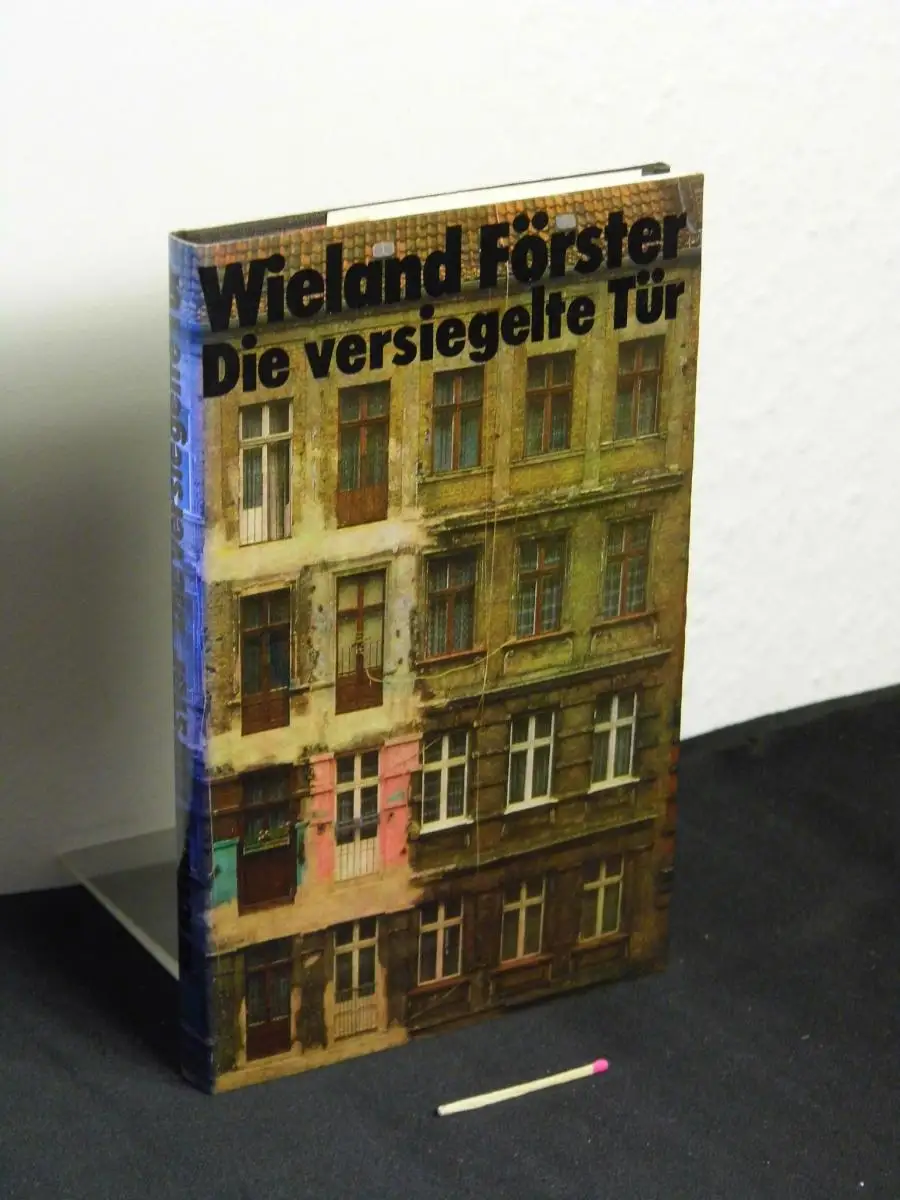 Wieland Förster
Die versiegelte Tür